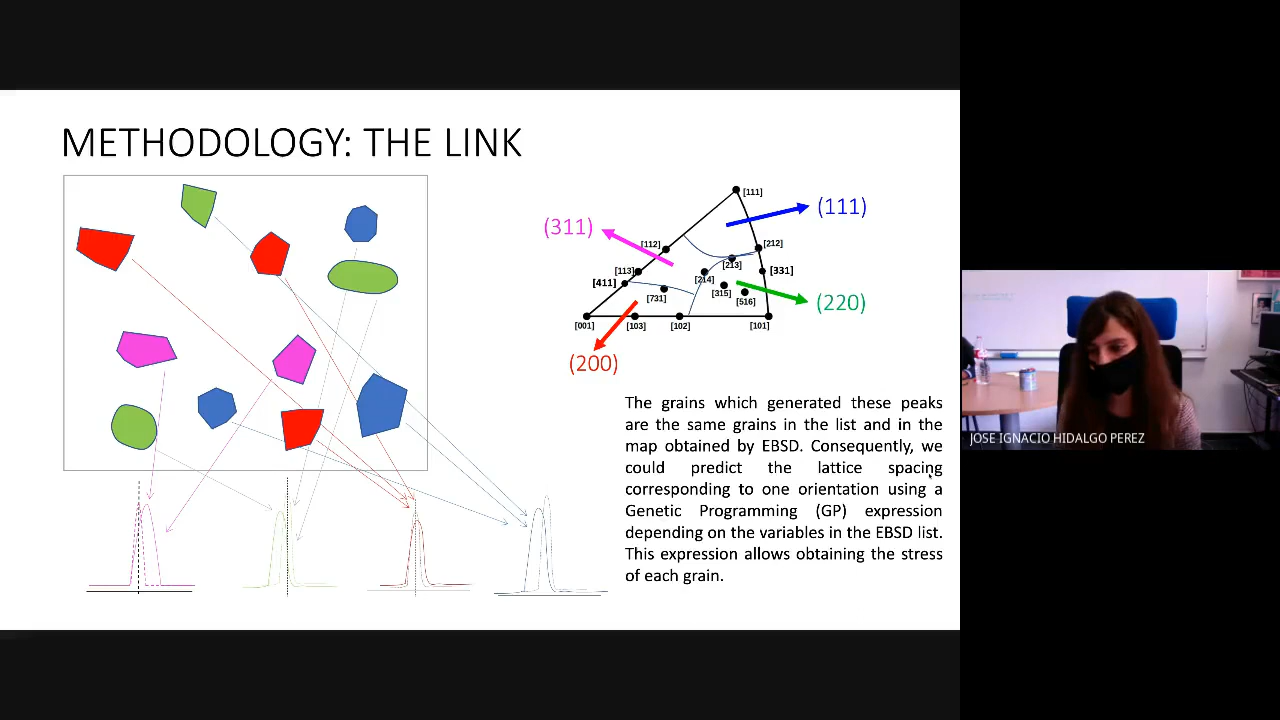 METHODOLOGY: THE LINK
[111]
(111)
(311)
[112]
[212]
[213]
[113]
[214]
[331]
[411]
[731]
[315]
[516]
(220)
[001]
[103]
[102]
[101]
(200)
The grains which generated these peaks
are the same grains in the list and in the
map obtained by EBSD. Consequently, we
could predict the lattice spacing
corresponding to one orientation using a
Genetic Programming (GP) expression
depending on the variables in the EBSD list.
This expression allows obtaining the stress
of each grain.
JOSE IGNACIO HIDALGO PEREZ